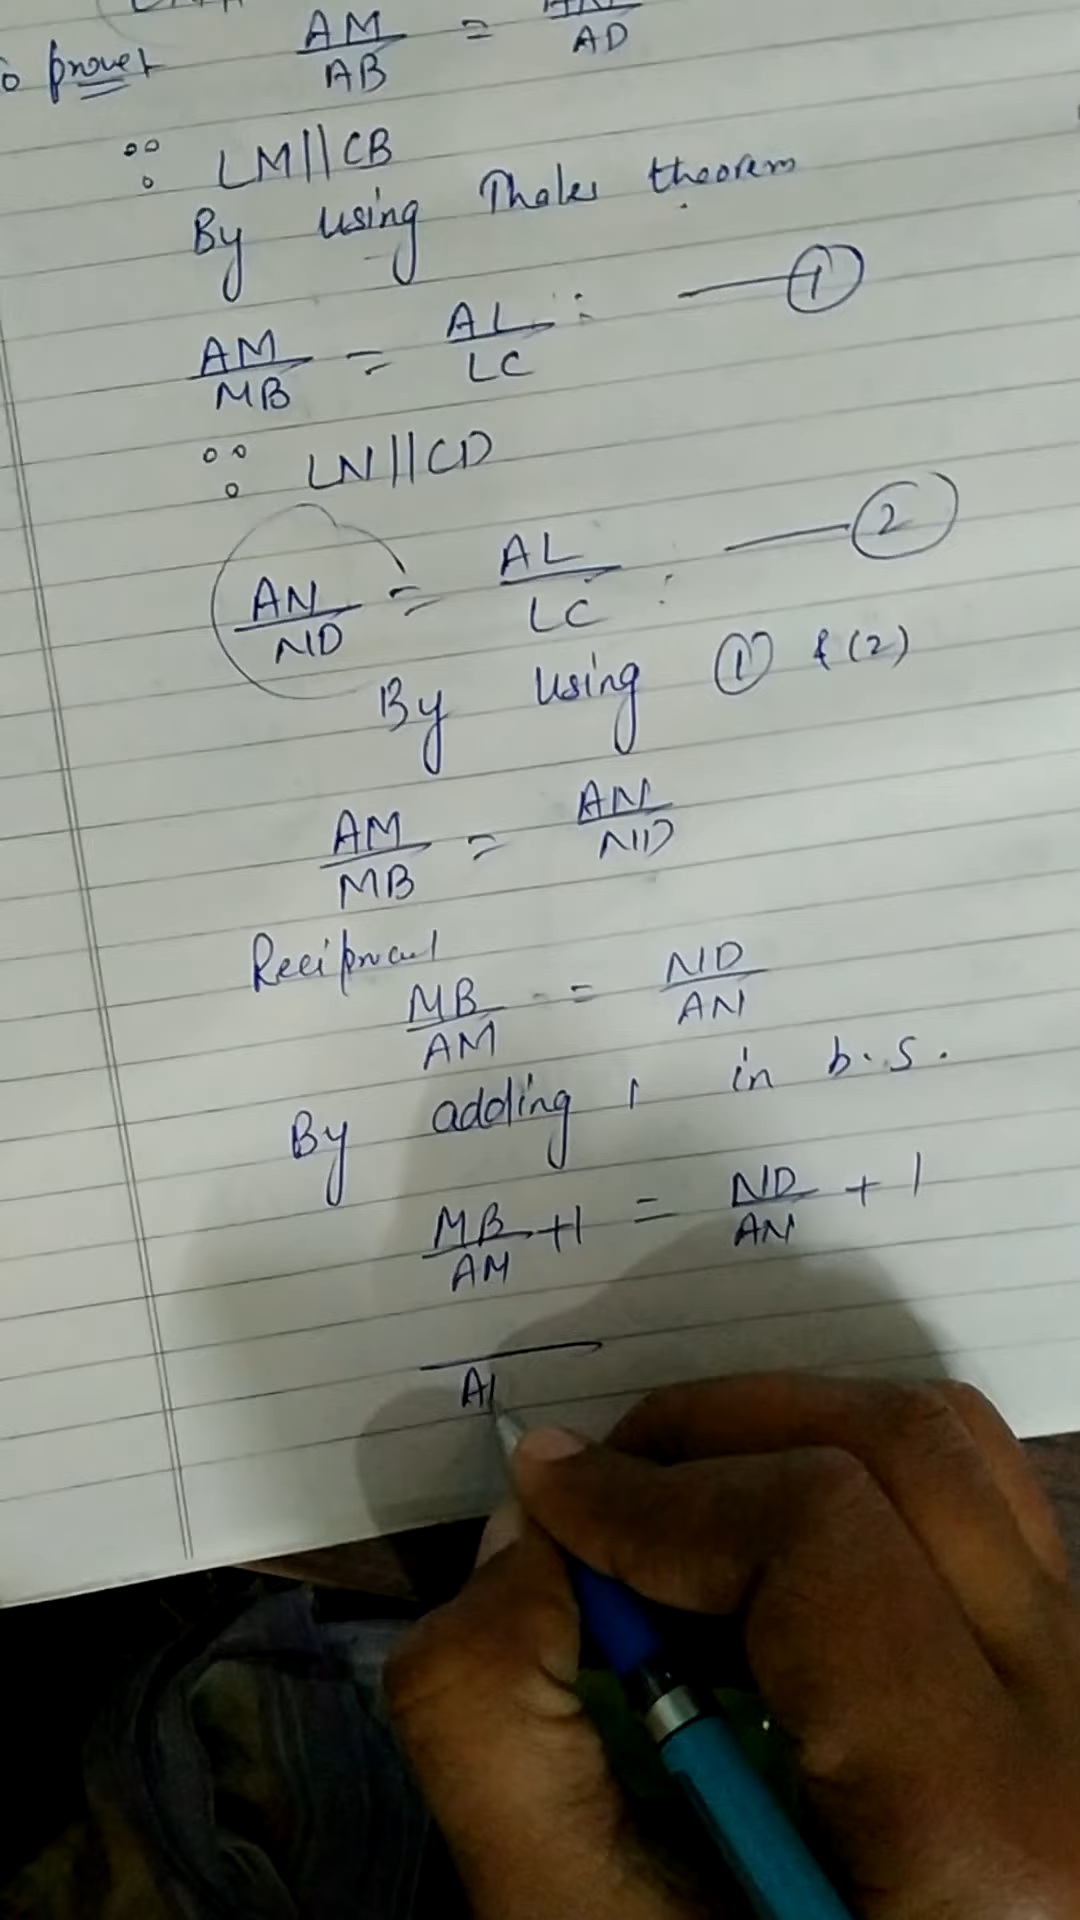 To prove AM/AB = AN/AD
∵ LM||CB
By using Thales theorem
AM/MB = AL/LC : —— ①
∵ LN||CD
AN/ND = AL/LC : —— ②
By using ① & (2)
AM/MB = AN/ND
Reciprocal
MB/AM = ND/AN
By adding 1 in b.s.
MB/AM +1 = ND/AN + 1
A